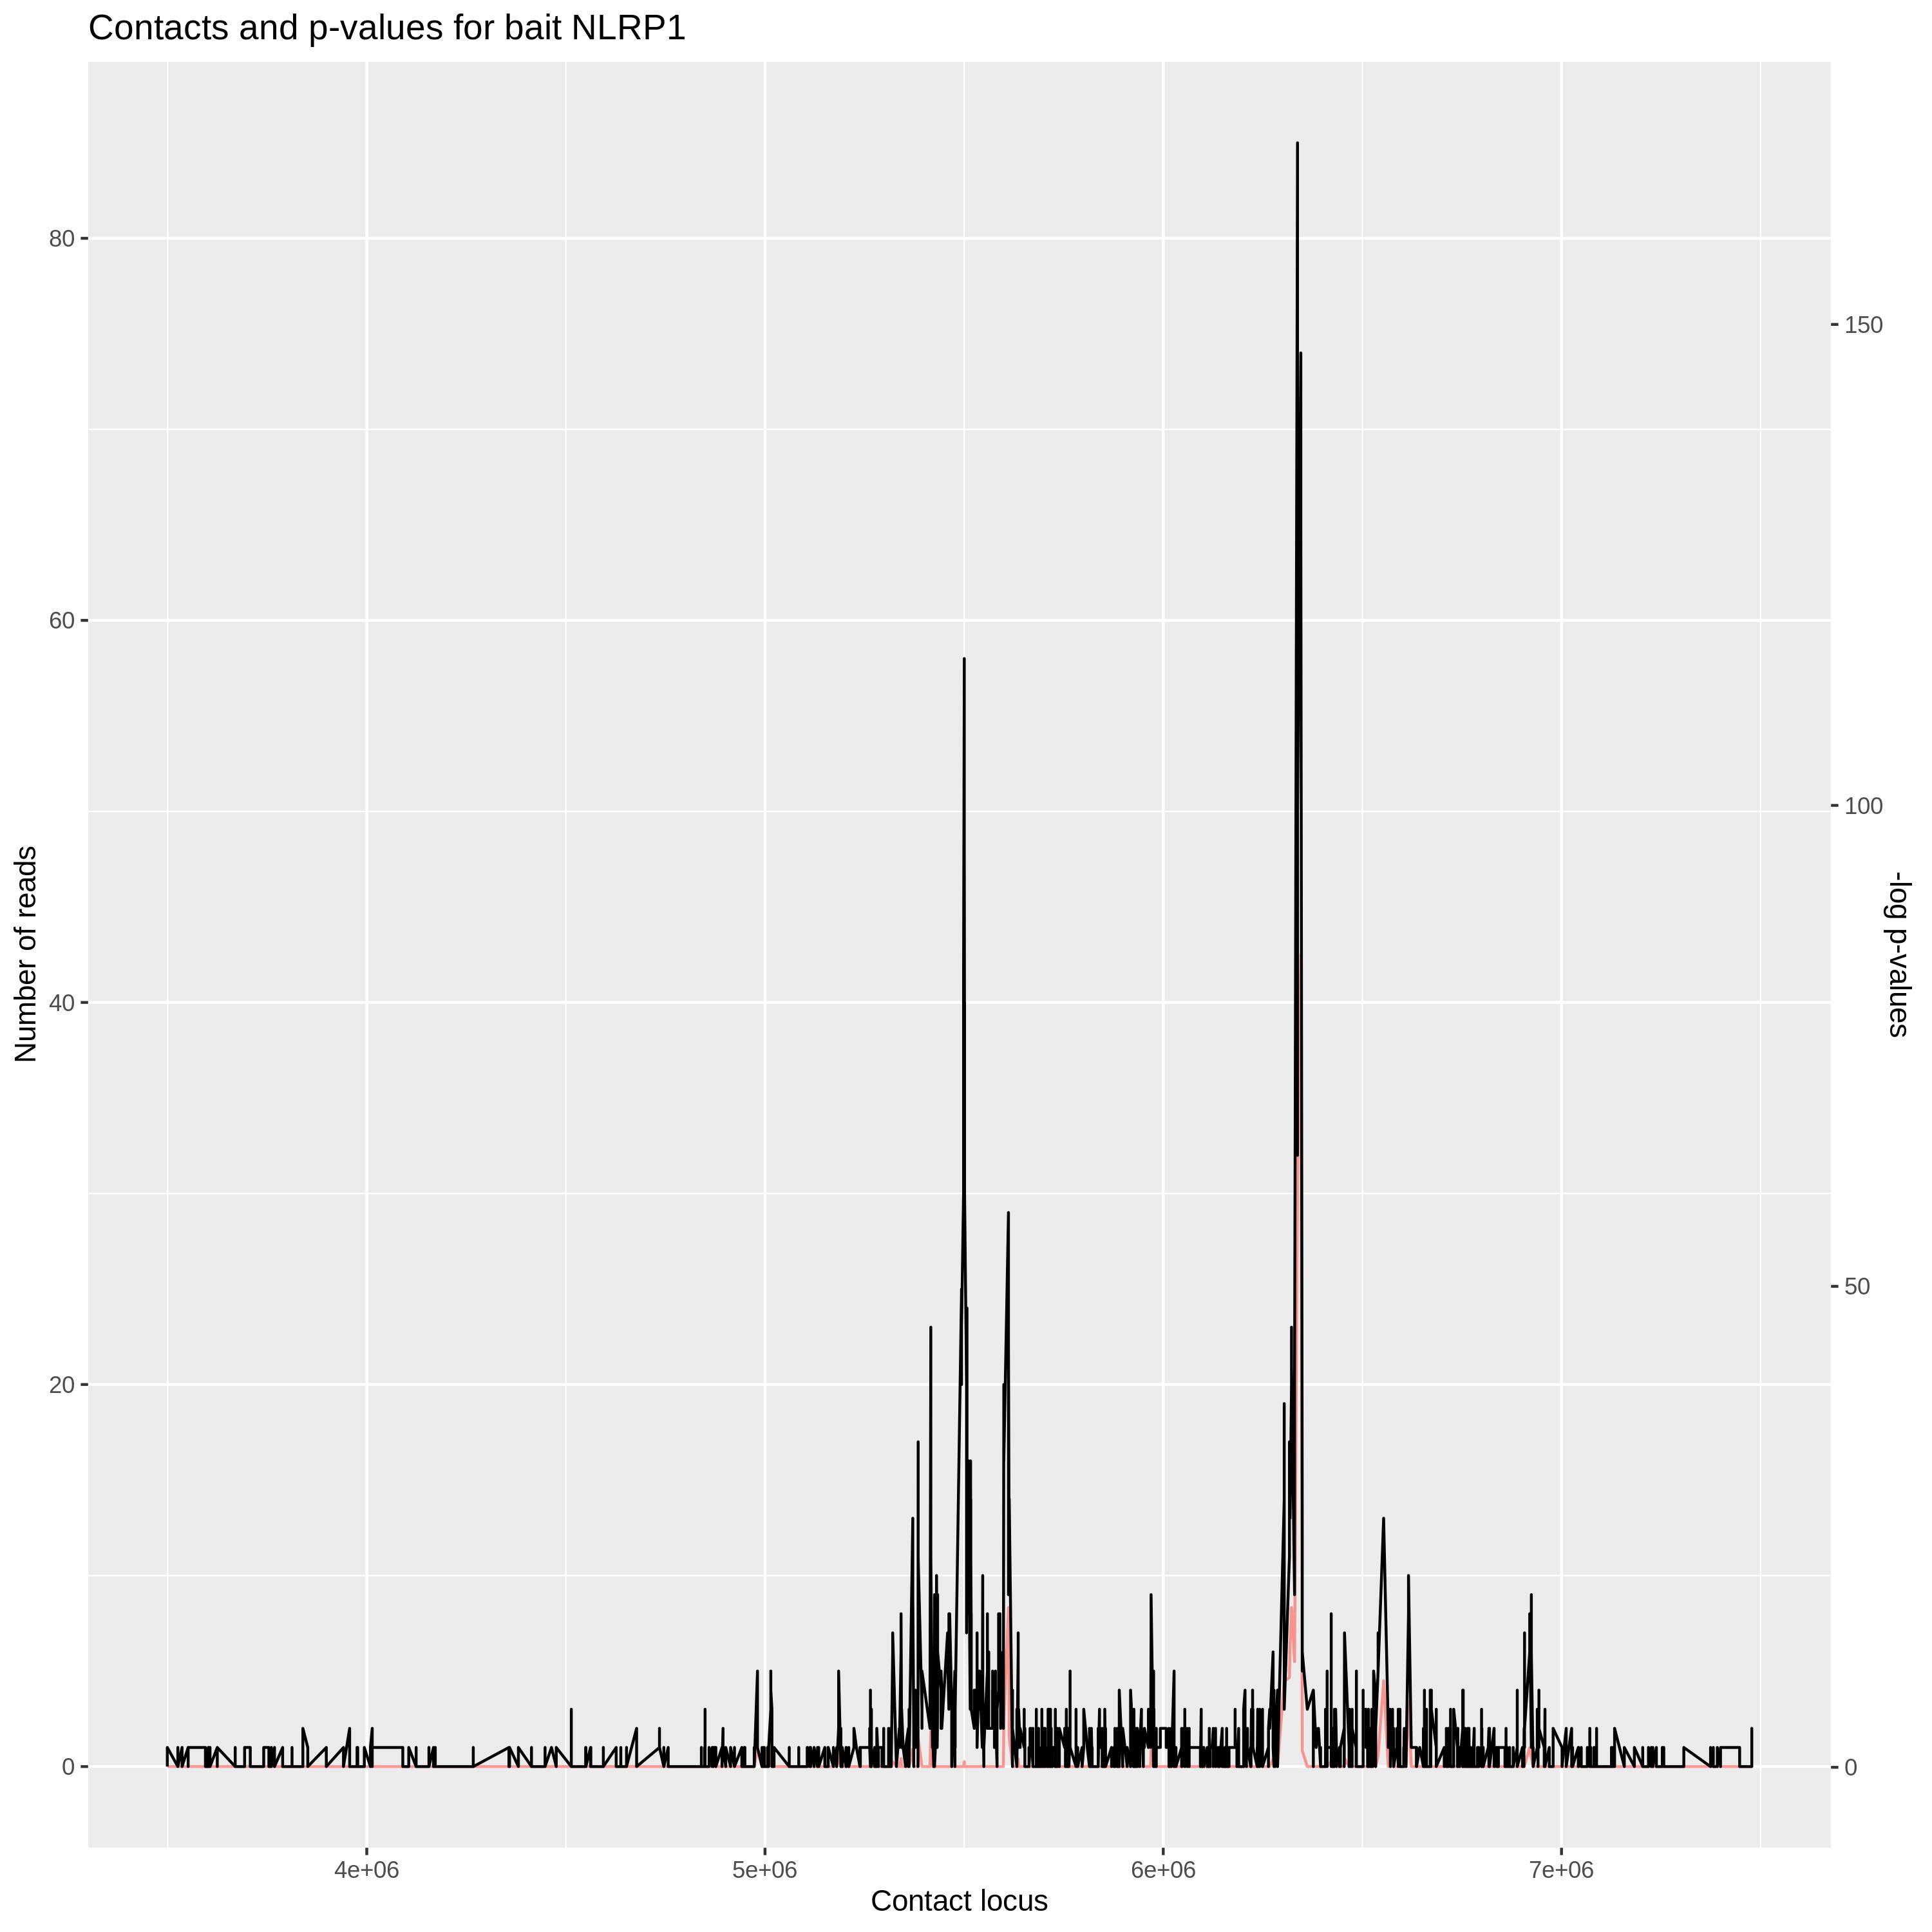 Contacts and p-values for bait NLRP1
80
60
40
20
0
Number of reads
150
100
50
0
-log p-values
4e+06 5e+06 6e+06 7e+06
Contact locus